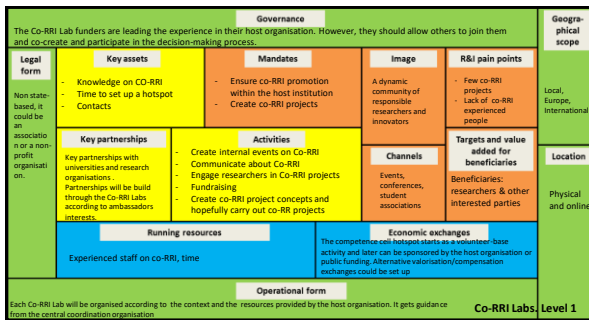 Governance
The Co-RRI Lab funders are leading the experience in their host organisation. However, they should allow others to join them
and co-create and participate in the decision-making process.
Geogra-
phical
scope
Local,
Europe,
International
Legal
form
Non state-
based, it
could be
an
associatio
n or a non-
profit
organisati
on.
Key assets
- Knowledge on CO-RRI
- Time to set up a hotspot
- Contacts
Mandates
- Ensure co-RRI promotion
within the host institution
- Create co-RRI projects
Image
A dynamic
community of
responsible
researchers and
innovators
R&I pain points
- Few co-RRI
projects
- Lack of co-RRI
experienced
people
Key partnerships
Key partnerships with
universities and research
organisations .
Partnerships will be build
through the Co-RRI Labs
according to ambassadors
interests.
Activities
- Create internal events on Co-RRI
- Communicate about Co-RRI
- Engage researchers in Co-RRI projects
- Fundraising
- Create co-RRI project concepts and
hopefully carry out co-RR projects
Channels
Events,
conferences,
student
associations
Targets and value
added for
beneficiaries
Beneficiaries:
researchers & other
interested parties
Location
Physical
and online
Running resources
Experienced staff on co-RRI, time
Economic exchanges
The competence cell hotspot starts as a volunteer-base
activity and later can be sponsored by the host organisation or
public funding. Alternative valorisation/compensation
exchanges could be set up
Operational form
Each Co-RRI Lab will be organised according to the context and the resources provided by the host organisation. It gets guidance
from the central coordination organisation
Co-RRI Labs. Level 1